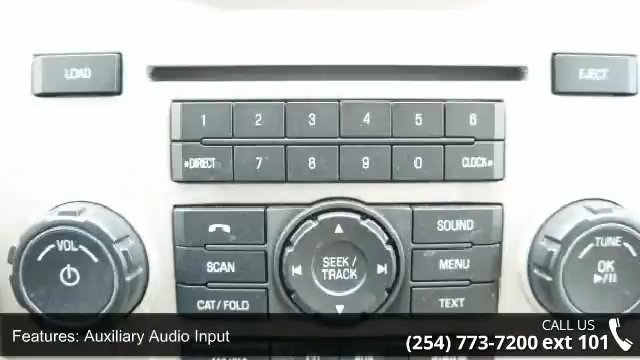 LOAD
EJECT
1 2 3 4 5 6
*DIRECT 7 8 9 0 CLOCK*
VOL
SOUND
TUNE
SCAN
SEEK / TRACK
MENU
OK
CAT / FOLD
TEXT
Features: Auxiliary Audio Input
CALL US
(254) 773-7200 ext 101